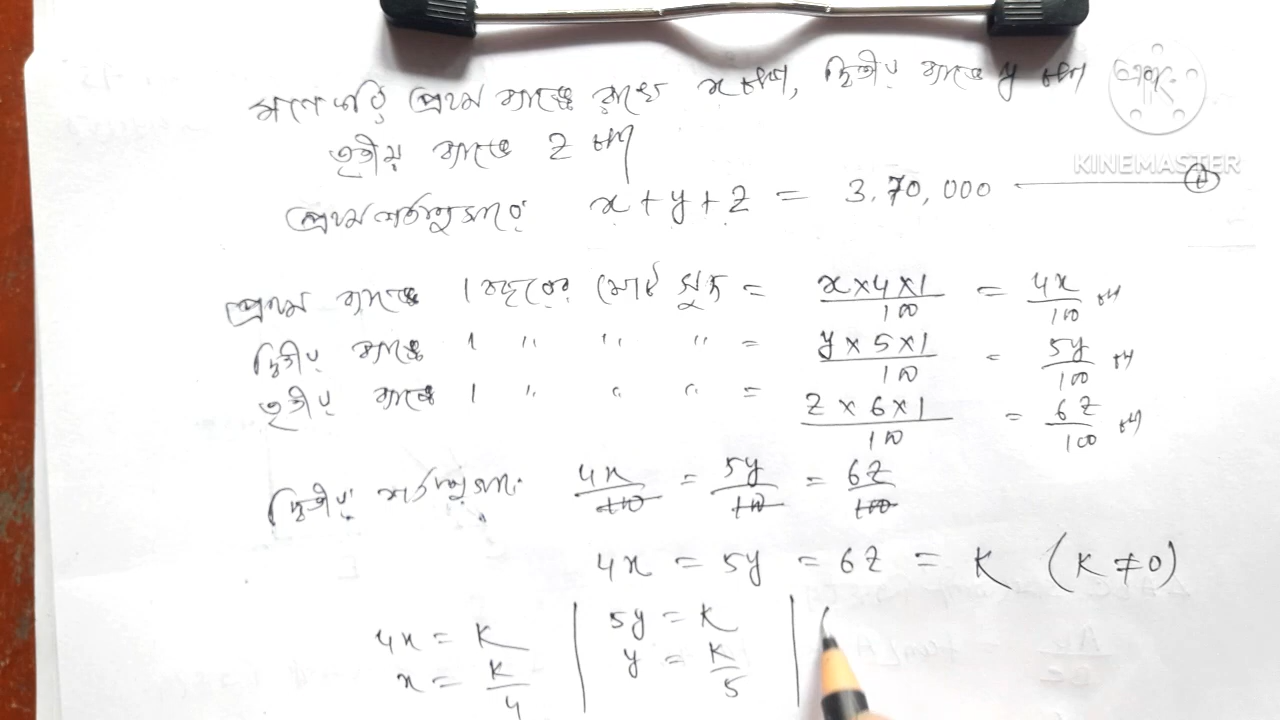 মনেকরি প্রথম ব্যাঙ্কে রাখে x টাকা, দ্বিতীয় ব্যাঙ্কে y টাকা
তৃতীয় ব্যাঙ্কে z টাকা
KINEMASTER
প্রথম শর্তানুসারে x + y + z = 3,70,000 A
প্রথম ব্যাঙ্কে 1 বছরের মোট সুদ = x×4×1/100 = 4x/100 টাকা
দ্বিতীয় ব্যাঙ্কে 1 " " " = y×5×1/100 = 5y/100 টাকা
তৃতীয় ব্যাঙ্কে 1 " " " = z×6×1/100 = 6z/100 টাকা
দ্বিতীয় শর্তানুসারে 4x/100 = 5y/100 = 6z/100
4x = 5y = 6z = K (K ≠ 0)
4x = K | 5y = K |
x = K/4 | y = K/5 |